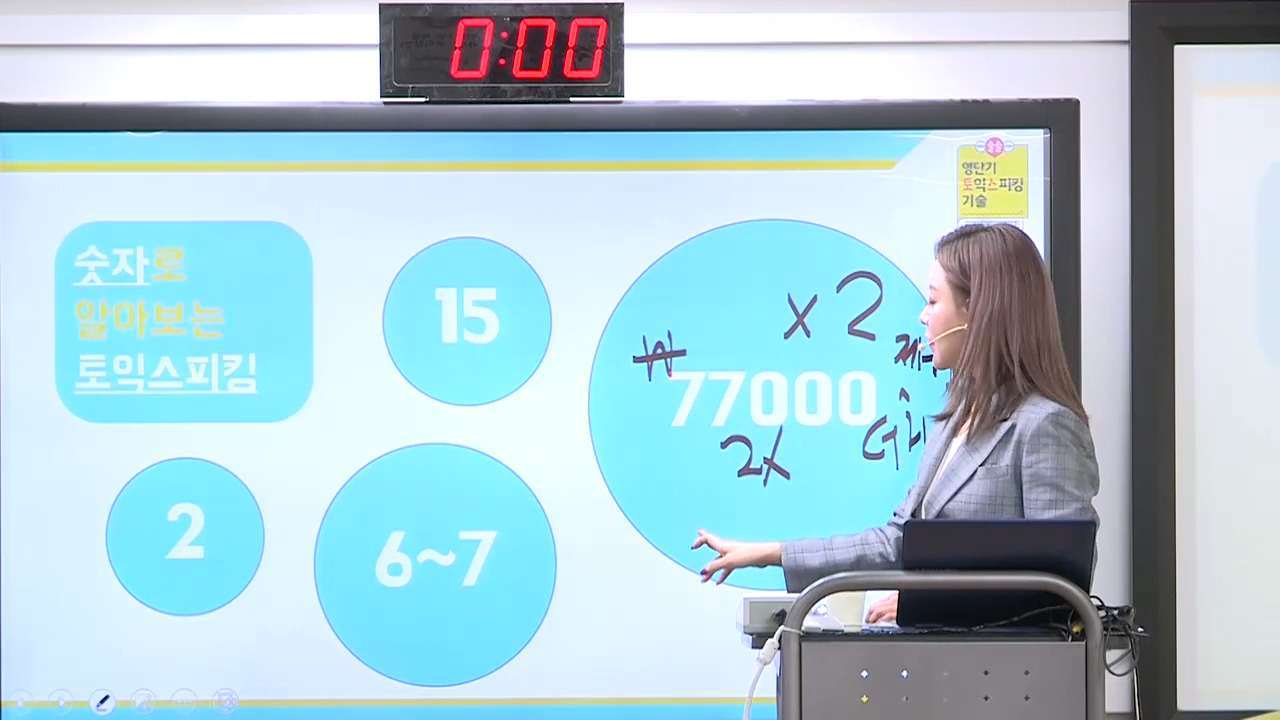 0:00
영단기
토익스피킹
기술
숫자로
알아보는
토익스피킹
15
x 2
₩
77000
2x
2
6~7